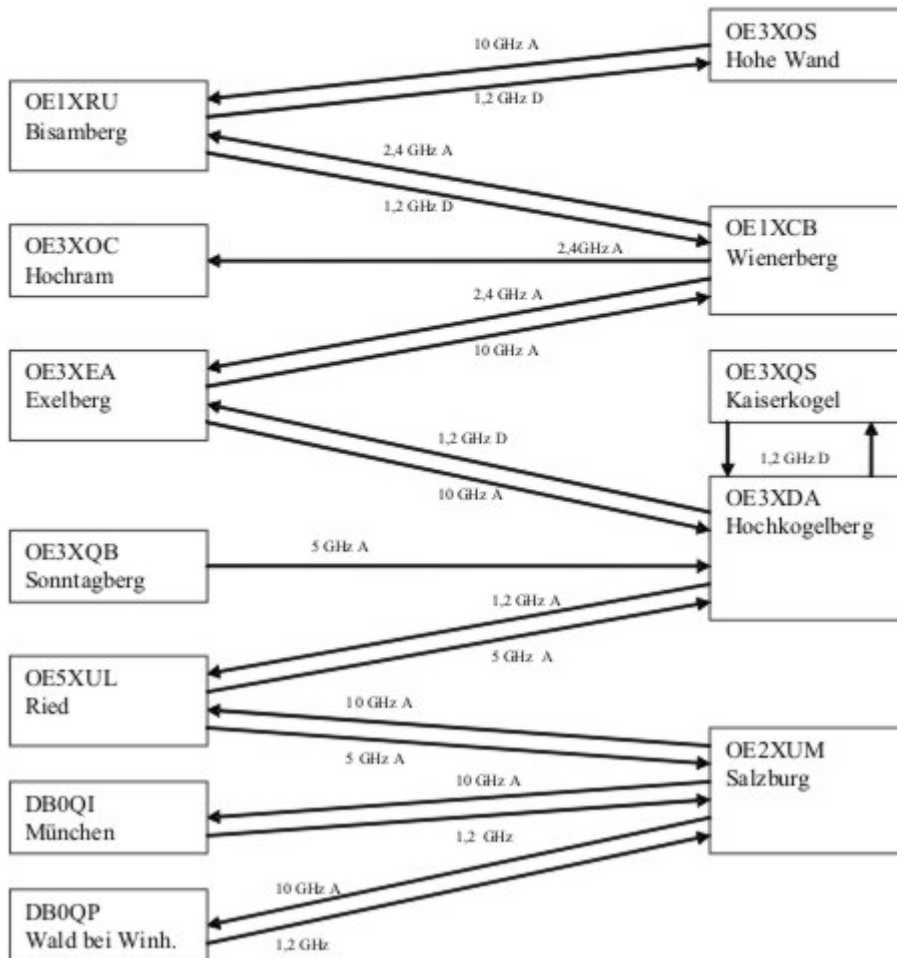 OE3XOS
Hohe Wand
10 GHz A
OE1XRU
Bisamberg
1,2 GHz D
2,4 GHz A
1,2 GHz D
OE1XCB
Wienerberg
OE3XOC
Hochram
2,4GHz A
2,4 GHz A
10 GHz A
OE3XEA
Exelberg
OE3XQS
Kaiserkogel
1,2 GHz D
1,2 GHz D
10 GHz A
OE3XDA
Hochkogelberg
OE3XQB
Sonntagberg
5 GHz A
1,2 GHz A
5 GHz A
OE5XUL
Ried
10 GHz A
5 GHz A
OE2XUM
Salzburg
DB0QI
München
10 GHz A
1,2 GHz
DB0QP
Wald bei Winh.
10 GHz A
1,2 GHz